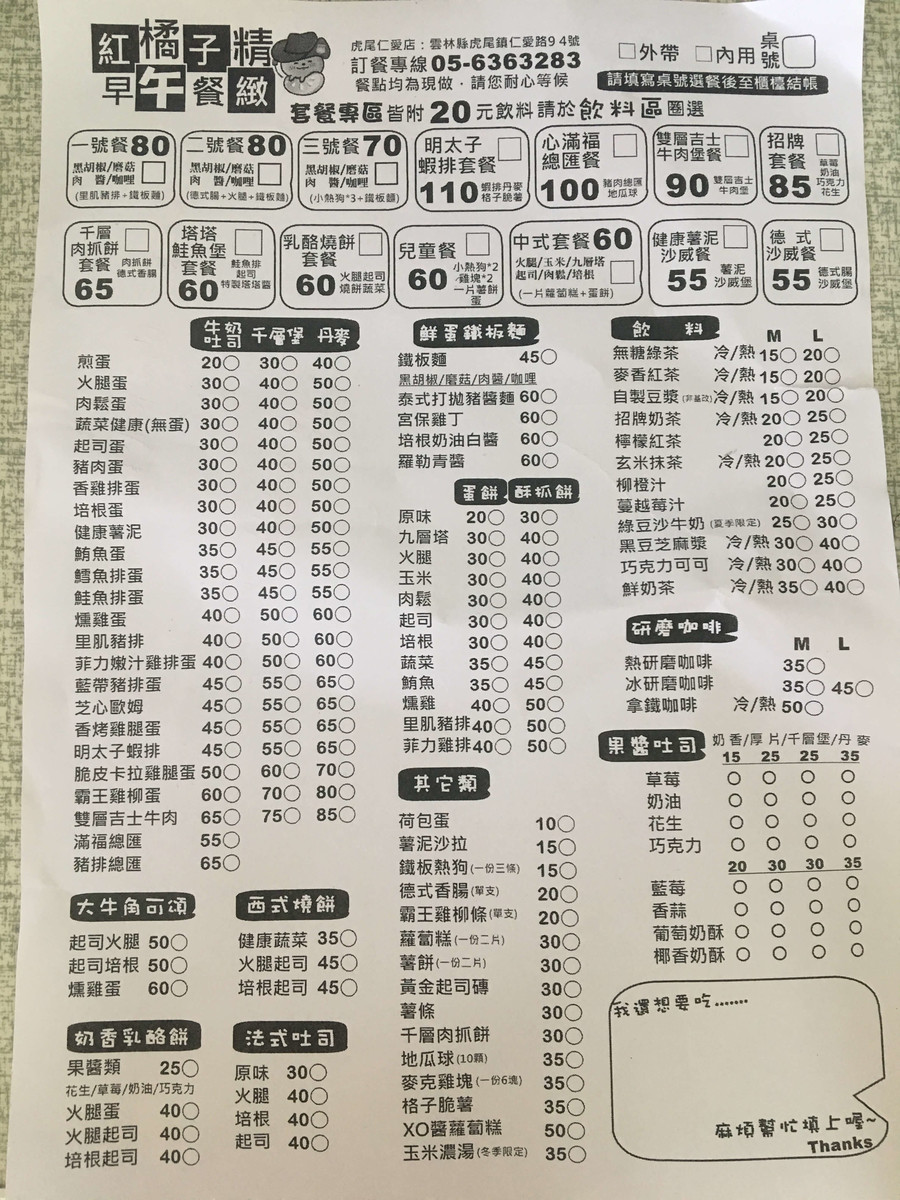 紅橘子精緻早午餐
虎尾仁愛店：雲林縣虎尾鎮仁愛路94號
訂餐專線05-6363283
餐點均為現做．請您耐心等候
□外帶 □內用 桌號
請填寫桌號選餐後至櫃檯結帳
套餐專區皆附20元飲料請於飲料區圈選
一號餐80
黑胡椒/磨菇
肉醬/咖哩
(里肌豬排+鐵板麵)
二號餐80
黑胡椒/磨菇
肉醬/咖哩
(德式腸+火腿+鐵板麵)
三號餐70
黑胡椒/磨菇
肉醬/咖哩
(小熱狗*3+鐵板麵)
明太子
蝦排套餐
110 蝦排丹麥
格子脆薯
心滿福
總匯餐
100 豬肉總匯
地瓜球
雙層吉士
牛肉堡餐
90 雙層吉士
牛肉堡
招牌
套餐
85 草莓
奶油
巧克力
花生
千層
肉抓餅
套餐
65 肉抓餅
德式香腸
塔塔
鮭魚堡
套餐
60 鮭魚排
起司
特製塔塔醬
乳酪燒餅
套餐
60 火腿起司
燒餅蔬菜
兒童餐
60 小熱狗*2
雞塊*2
一片薯餅
蛋
中式套餐60
火腿/玉米/九層塔
起司/肉鬆/培根
(一片蘿蔔糕+蛋餅)
健康薯泥
沙威餐
55 薯泥
沙威堡
德式
沙威餐
55 德式腸
沙威堡
牛奶吐司 千層堡 丹麥
煎蛋 20○ 30○ 40○
火腿蛋 30○ 40○ 50○
肉鬆蛋 30○ 40○ 50○
蔬菜健康(無蛋) 30○ 40○ 50○
起司蛋 30○ 40○ 50○
豬肉蛋 30○ 40○ 50○
香雞排蛋 30○ 40○ 50○
培根蛋 30○ 40○ 50○
健康薯泥 30○ 40○ 50○
鮪魚蛋 35○ 45○ 55○
鱈魚排蛋 35○ 45○ 55○
鮭魚排蛋 35○ 45○ 55○
燻雞蛋 40○ 50○ 60○
里肌豬排 40○ 50○ 60○
菲力嫩汁雞排蛋 40○ 50○ 60○
藍帶豬排蛋 45○ 55○ 65○
芝心歐姆 45○ 55○ 65○
香烤雞腿蛋 45○ 55○ 65○
明太子蝦排 45○ 55○ 65○
脆皮卡拉雞腿蛋 50○ 60○ 70○
霸王雞柳蛋 60○ 70○ 80○
雙層吉士牛肉 65○ 75○ 85○
滿福總匯 55○
豬排總匯 65○
大牛角可頌
起司火腿 50○
起司培根 50○
燻雞蛋 60○
西式燒餅
健康蔬菜 35○
火腿起司 45○
培根起司 45○
奶香乳酪餅
果醬類 25○
花生/草莓/奶油/巧克力
火腿蛋 40○
火腿起司 40○
培根起司 40○
法式吐司
原味 30○
火腿 40○
培根 40○
起司 40○
鮮蛋鐵板麵
鐵板麵 45○
黑胡椒/磨菇/肉醬/咖哩
泰式打拋豬醬麵 60○
宮保雞丁 60○
培根奶油白醬 60○
羅勒青醬 60○
蛋餅 酥抓餅
原味 20○ 30○
九層塔 30○ 40○
火腿 30○ 40○
玉米 30○ 40○
肉鬆 30○ 40○
起司 30○ 40○
培根 30○ 40○
蔬菜 35○ 45○
鮪魚 35○ 45○
燻雞 40○ 50○
里肌豬排 40○ 50○
菲力雞排 40○ 50○
其它類
荷包蛋 10○
薯泥沙拉 15○
鐵板熱狗(一份三條) 15○
德式香腸(單支) 20○
霸王雞柳條(單支) 20○
蘿蔔糕(一份二片) 30○
薯餅(一份二片) 30○
黃金起司磚 30○
薯條 30○
千層肉抓餅 30○
地瓜球(10顆) 35○
麥克雞塊(一份6塊) 35○
格子脆薯 35○
XO醬蘿蔔糕 50○
玉米濃湯(冬季限定) 35○
飲料 M L
無糖綠茶 冷/熱 15○ 20○
麥香紅茶 冷/熱 15○ 20○
自製豆漿(非基改) 冷/熱 15○ 20○
招牌奶茶 冷/熱 20○ 25○
檸檬紅茶 20○ 25○
玄米抹茶 冷/熱 20○ 25○
柳橙汁 20○ 25○
蔓越莓汁 20○ 25○
綠豆沙牛奶(夏季限定) 25○ 30○
黑豆芝麻漿 冷/熱 30○ 40○
巧克力可可 冷/熱 30○ 40○
鮮奶茶 冷/熱 35○ 40○
研磨咖啡 M L
熱研磨咖啡 35○
冰研磨咖啡 35○ 45○
拿鐵咖啡 冷/熱 50○
果醬吐司 奶香/厚片/千層堡/丹麥
15 25 25 35
草莓 ○ ○ ○ ○
奶油 ○ ○ ○ ○
花生 ○ ○ ○ ○
巧克力 ○ ○ ○ ○
20 30 30 35
藍莓 ○ ○ ○ ○
香蒜 ○ ○ ○ ○
葡萄奶酥 ○ ○ ○ ○
椰香奶酥 ○ ○ ○ ○
我還想要吃.......
麻煩幫忙填上喔~
Thanks